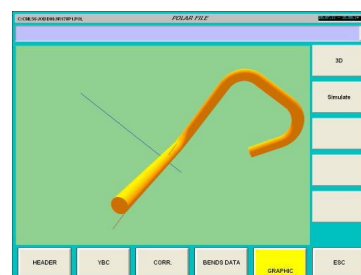 POLAR FILE
3D
Simulate
HEADER
YBC
CORR.
BENDS DATA
GRAPHIC
ESC